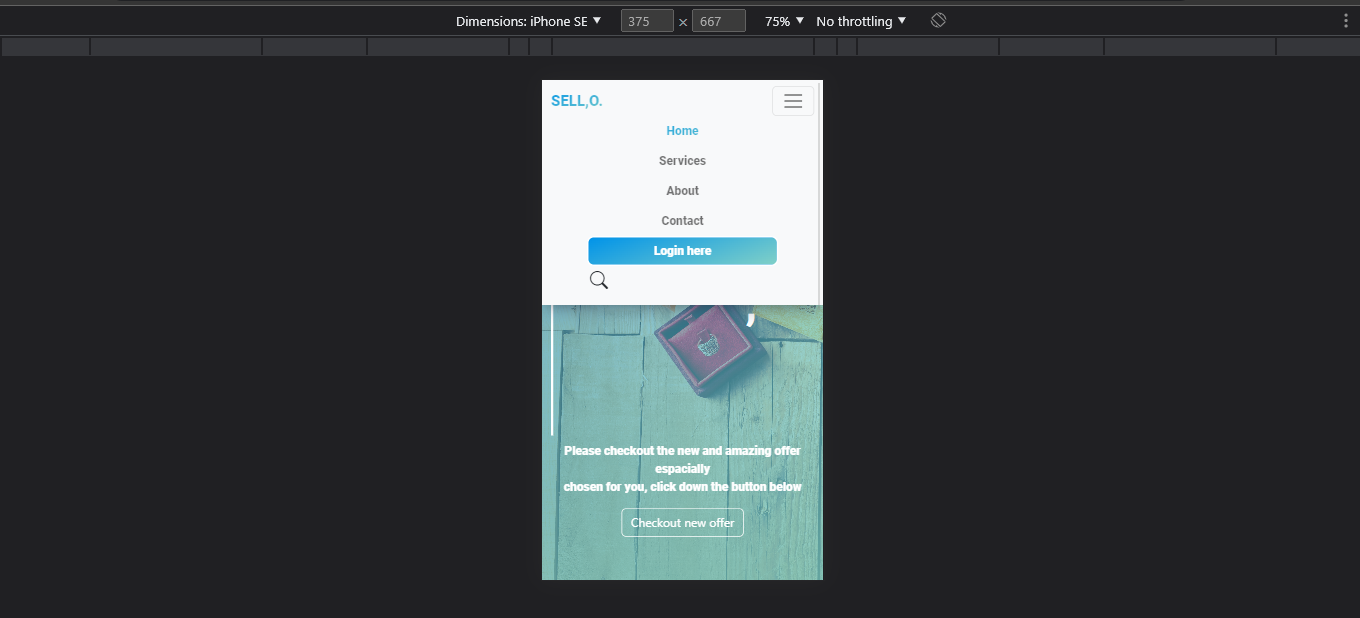 Dimensions: iPhone SE ▼ 375 × 667 75% ▼ No throttling ▼
SELL,O.
Home
Services
About
Contact
Login here
,
Please checkout the new and amazing offer
espacially
chosen for you, click down the button below
Checkout new offer